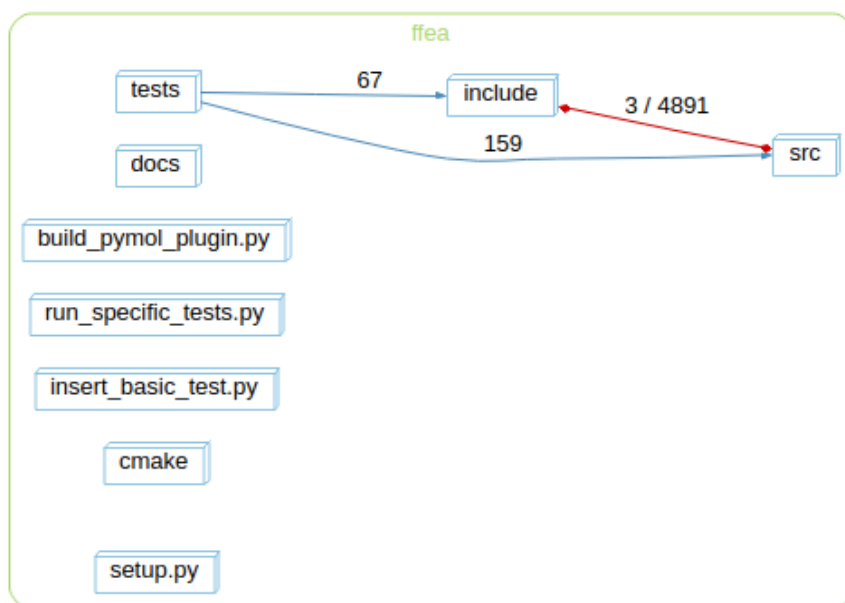 ffea
tests
67
include
3 / 4891
159
src
docs
build_pymol_plugin.py
run_specific_tests.py
insert_basic_test.py
cmake
setup.py